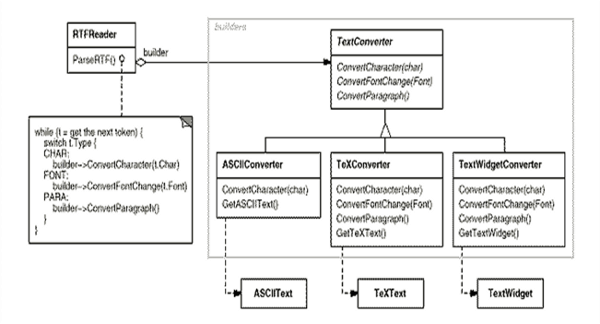 builders
RTFReader
ParseRTF()
builder
TextConverter
ConvertCharacter(char)
ConvertFontChange(Font)
ConvertParagraph()
while (t = get the next token) {
switch t.Type {
CHAR:
builder->ConvertCharacter(t.Char)
FONT:
builder->ConvertFontChange(t.Font)
PARA:
builder->ConvertParagraph()
}
}
ASCIIConverter
ConvertCharacter(char)
GetASCIIText()
TeXConverter
ConvertCharacter(char)
ConvertFontChange(Font)
ConvertParagraph()
GetTeXText()
TextWidgetConverter
ConvertCharacter(char)
ConvertFontChange(Font)
ConvertParagraph()
GetTextWidget()
ASCIIText
TeXText
TextWidget